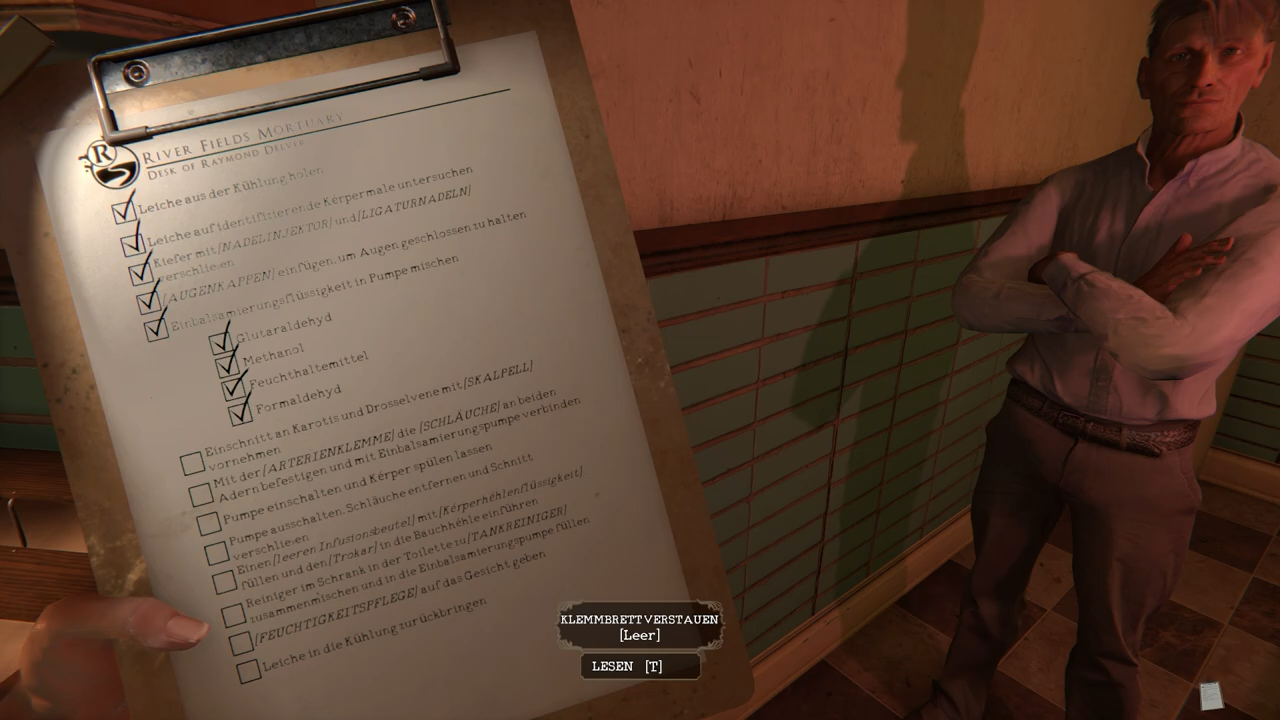 RIVER FIELDS MORTUARY
DESK OF RAYMOND DELVER
Leiche aus der Kühlung holen
Leiche auf identifizierende Körpermale untersuchen
Kiefer mit [NADELINJEKTOR] und [LIGATURNADELN]
verschließen
[AUGENKAPPEN] einfügen, um Augen geschlossen zu halten
Einbalsamierungsflüssigkeit in Pumpe mischen
Glutaraldehyd
Methanol
Feuchthaltemittel
Formaldehyd
Einschnitt an Karotis und Drosselvene mit [SKALPELL]
vornehmen
Mit der [ARTERIENKLEMME] die [SCHLÄUCHE] an beiden
Adern befestigen und mit Einbalsamierungspumpe verbinden
Pumpe einschalten und Körper spülen lassen
Pumpe ausschalten. Schläuche entfernen und Schnitt
verschließen
Einen [leeren Infusionsbeutel] mit [Körperhöhlenflüssigkeit]
füllen und den [Trokar] in die Bauchhöhle einführen
Reiniger im Schrank in der Toilette zu [TANKREINIGER]
zusammenmischen und in die Einbalsamierungspumpe füllen
[FEUCHTIGKEITSPFLEGE] auf das Gesicht geben
Leiche in die Kühlung zurückbringen
KLEMMBRETT VERSTAUEN
[Leer]
LESEN [T]